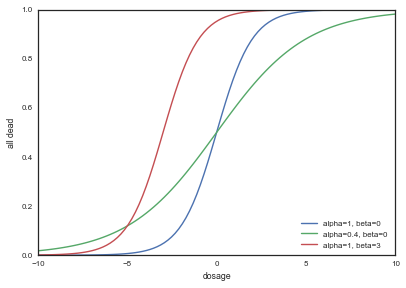 1.0
0.8
0.6
0.4
0.2
0.0
all dead
−10
−5
0
5
10
dosage
alpha=1, beta=0
alpha=0.4, beta=0
alpha=1, beta=3